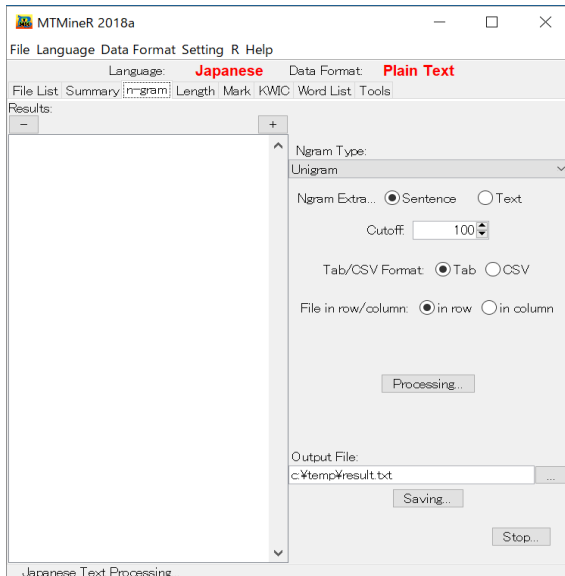 MTMineR 2018a
File Language Data Format Setting R Help
Language: Japanese Data Format: Plain Text
File List Summary n-gram Length Mark KWIC Word List Tools
Results:
− +
Ngram Type:
Unigram
Ngram Extra... Sentence Text
Cutoff: 100
Tab/CSV Format: Tab CSV
File in row/column: in row in column
Processing...
Output File:
c:¥temp¥result.txt ...
Saving...
Stop...
Japanese Text Processing